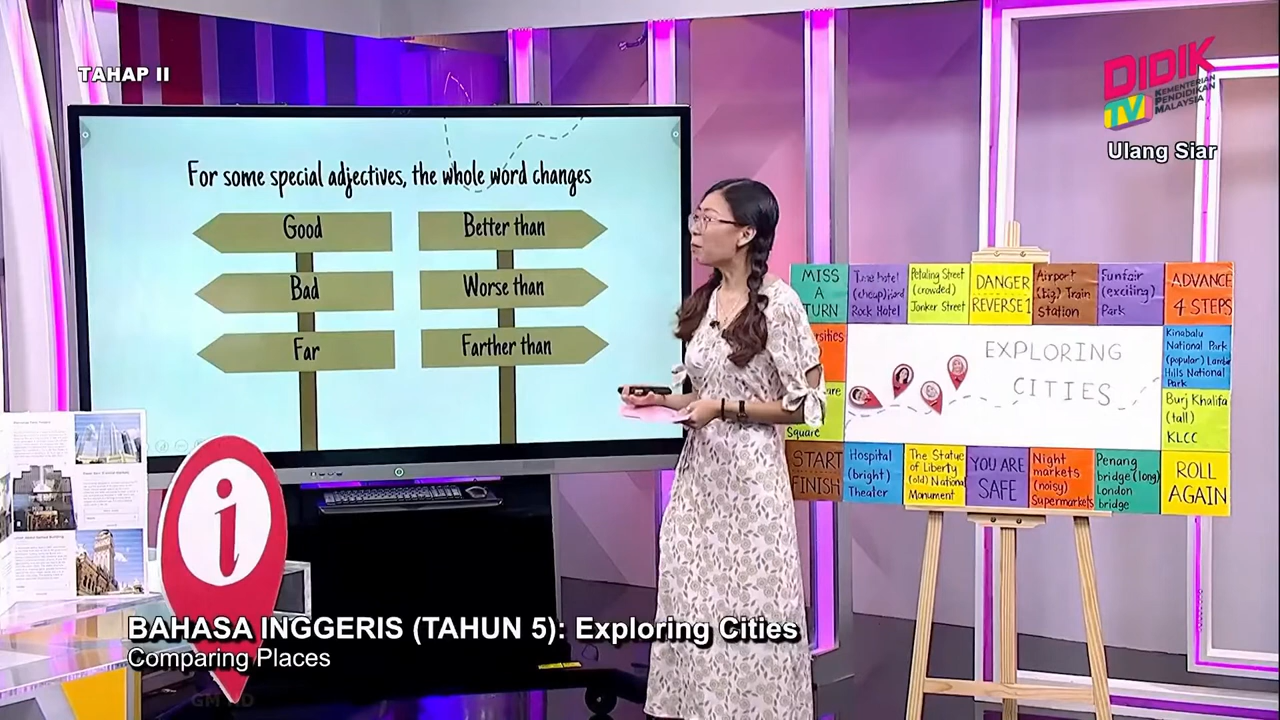 TAHAP II
DIDIK
TV
KEMENTERIAN
PENDIDIKAN
MALAYSIA
Ulang Siar
For some special adjectives, the whole word changes
Good
Better than
Bad
Worse than
Far
Farther than
MISS
A
TURN
(cheap)
Rock Hotel
Petaling Street
(crowded)
Jonker Street
DANGER
REVERSE 1
Airport
(big) Train
Station
Funfair
(exciting)
Park
ADVANCE
4 STEPS
Kinabalu
National Park
(popular)
Hills National
Park
Burj Khalifa
(tall)
KLCC
EXPLORING
CITIES
Square
START
FINISH
Hospital
(bright)
Theater
The Statue
of Liberty
(old) National
Monument
YOU ARE
SAFE
Night
markets
(noisy)
Supermarkets
Penang
bridge (long)
London
bridge
ROLL
AGAIN
i
BAHASA INGGERIS (TAHUN 5): Exploring Cities
Comparing Places